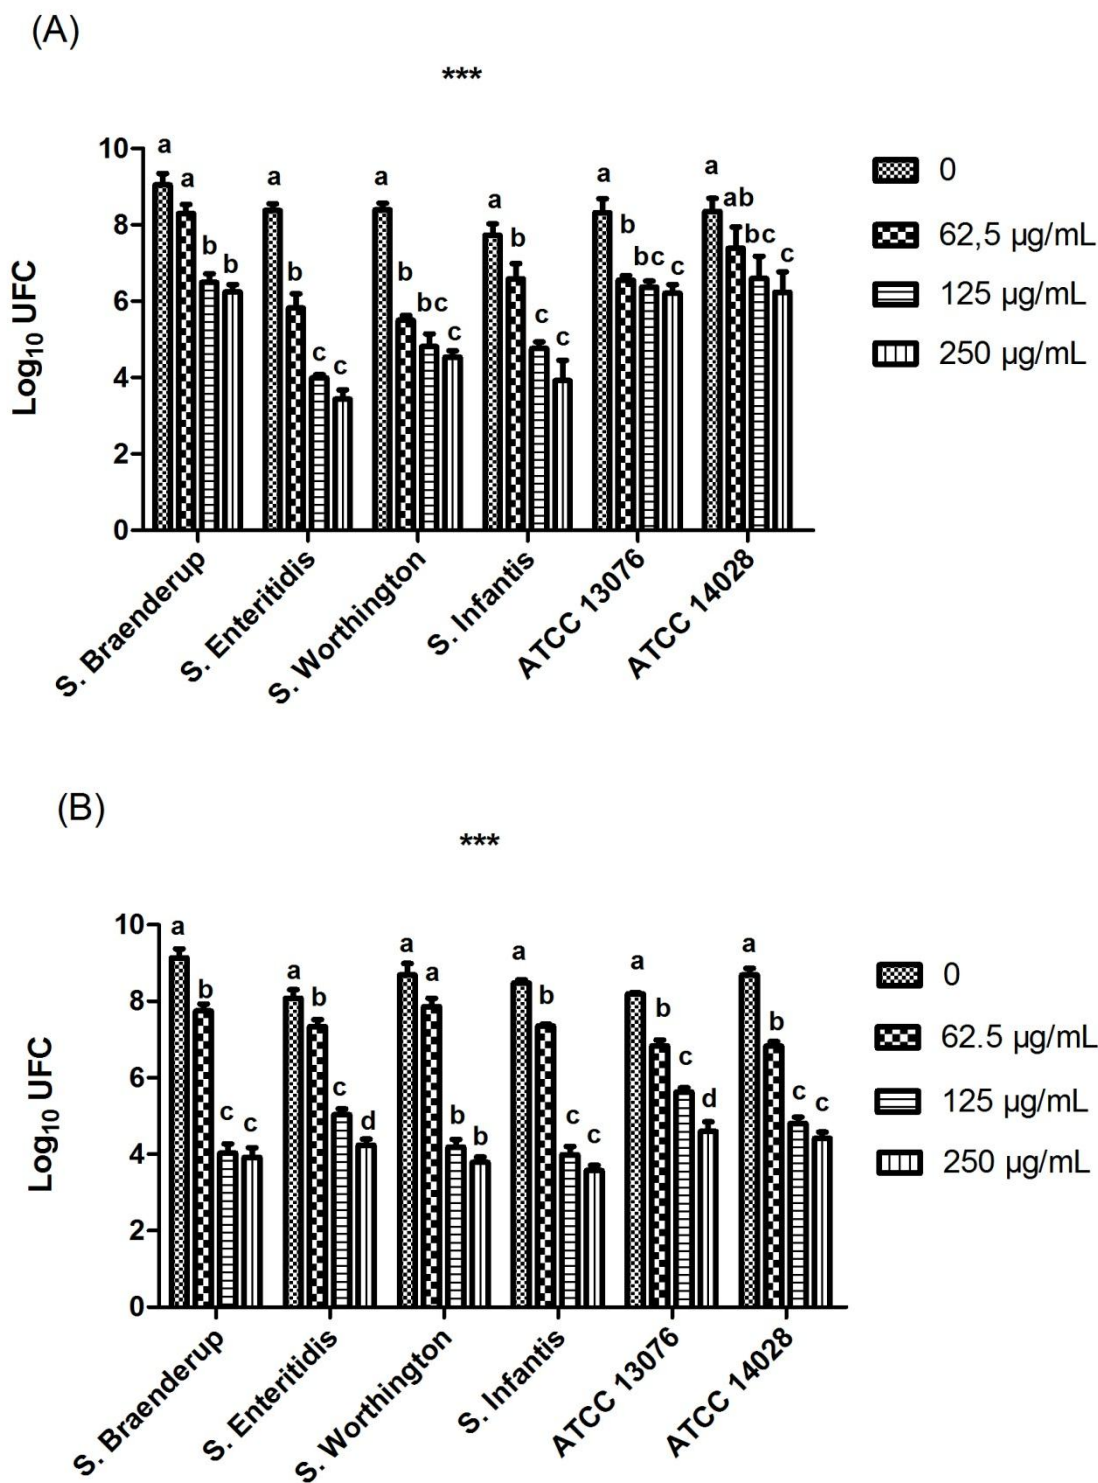 (A)
***
Log10 UFC
10
8
6
4
2
0
a a b b
a b c c
a b bc c
a b c c
a b bc c
a ab bc c
S. Braenderup
S. Enteritidis
S. Worthington
S. Infantis
ATCC 13076
ATCC 14028
0
62,5 µg/mL
125 µg/mL
250 µg/mL
(B)
***
Log10 UFC
10
8
6
4
2
0
a b c c
a b c d
a a b b
a b c c
a b c d
a b c c
S. Braenderup
S. Enteritidis
S. Worthington
S. Infantis
ATCC 13076
ATCC 14028
0
62.5 µg/mL
125 µg/mL
250 µg/mL